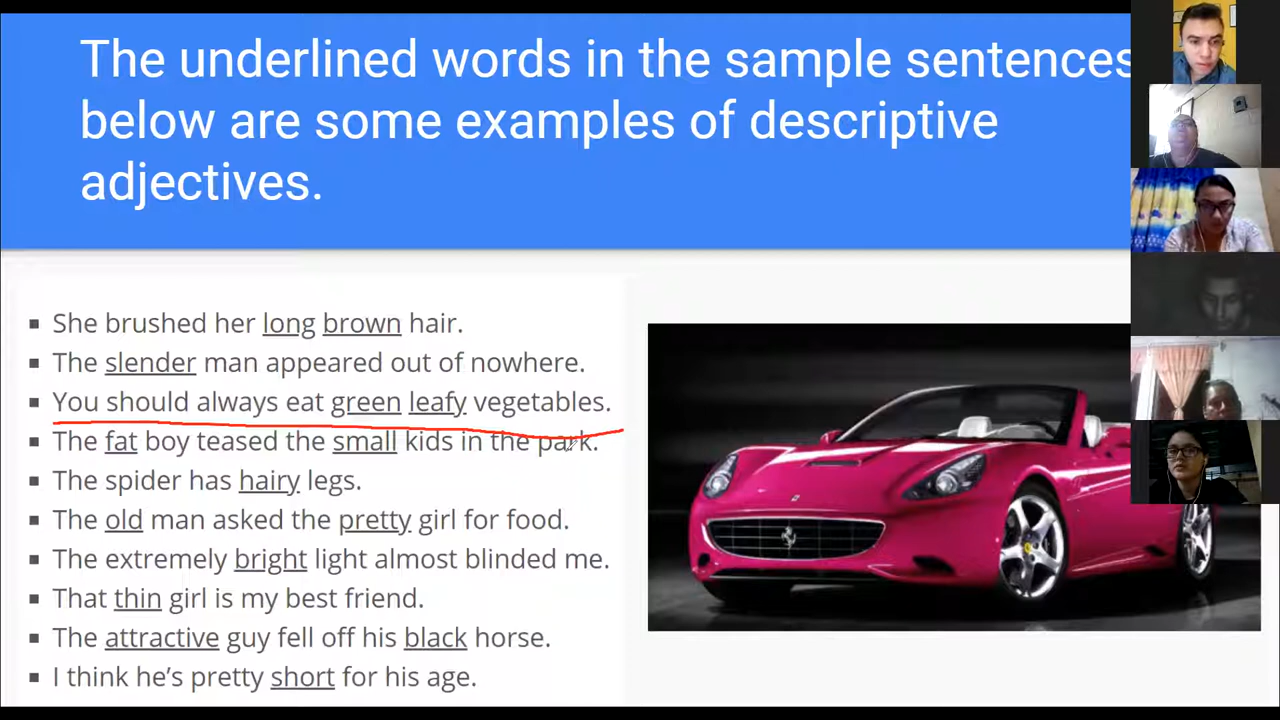 The underlined words in the sample sentences
below are some examples of descriptive
adjectives.
▪ She brushed her long brown hair.
▪ The slender man appeared out of nowhere.
▪ You should always eat green leafy vegetables.
▪ The fat boy teased the small kids in the park.
▪ The spider has hairy legs.
▪ The old man asked the pretty girl for food.
▪ The extremely bright light almost blinded me.
▪ That thin girl is my best friend.
▪ The attractive guy fell off his black horse.
▪ I think he’s pretty short for his age.